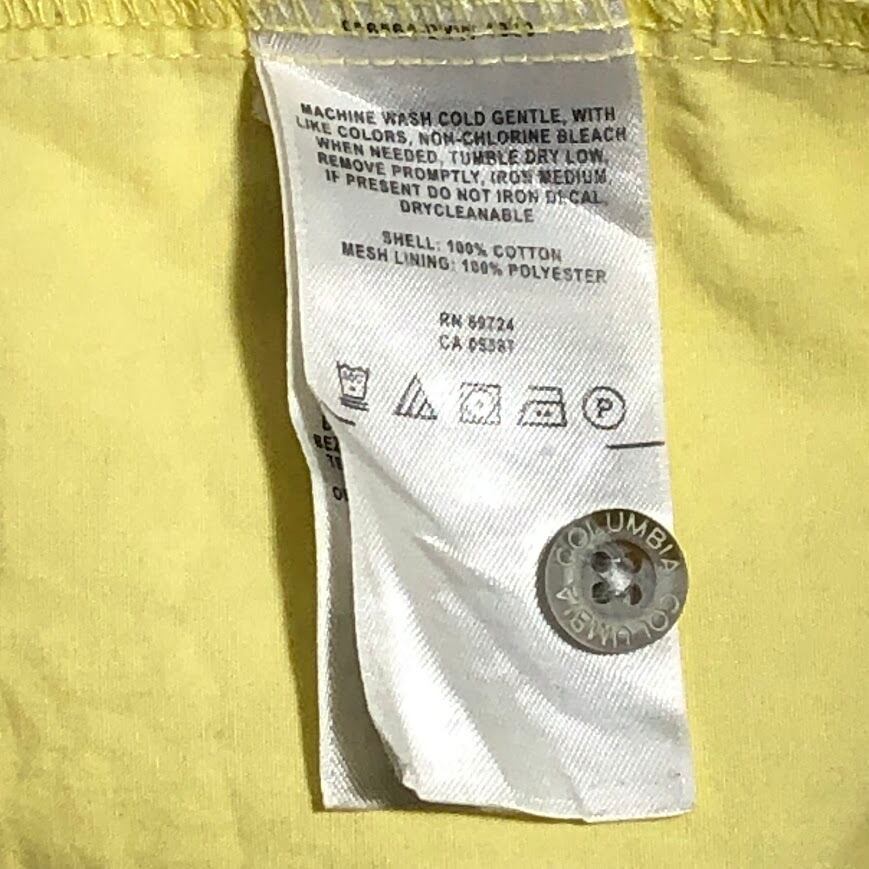 MACHINE WASH COLD GENTLE, WITH
LIKE COLORS, NON-CHLORINE BLEACH
WHEN NEEDED, TUMBLE DRY LOW,
REMOVE PROMPTLY, IRON MEDIUM,
IF PRESENT DO NOT IRON DECAL,
DRYCLEANABLE
SHELL: 100% COTTON
MESH LINING: 100% POLYESTER
RN 69724
CA 05387
P
COLUMBIA COLUMBIA